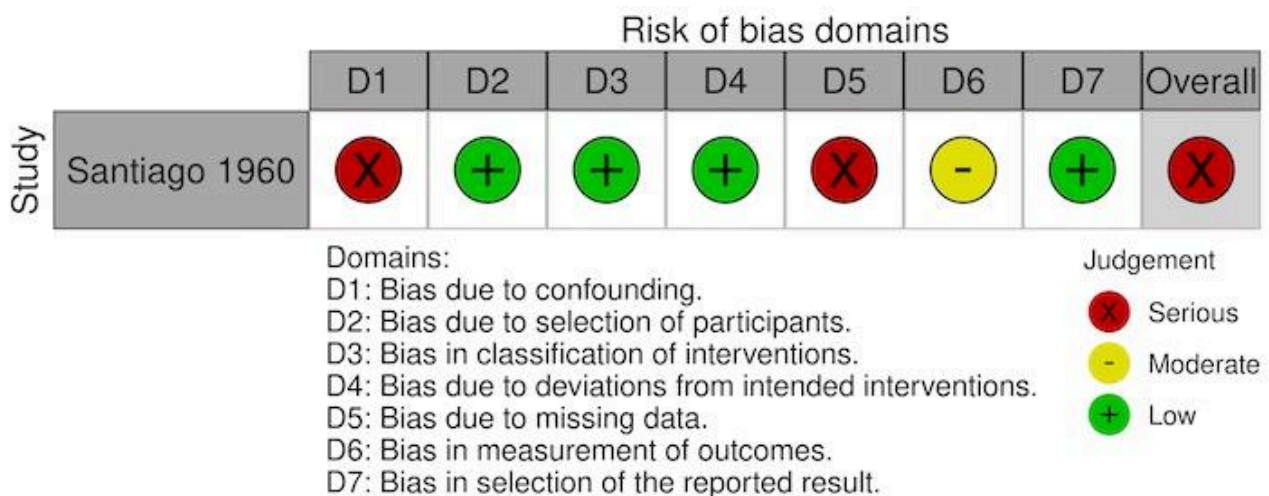 Risk of bias domains
D1 D2 D3 D4 D5 D6 D7 Overall
Study
Santiago 1960 X + + + X - + X
Domains:
D1: Bias due to confounding.
D2: Bias due to selection of participants.
D3: Bias in classification of interventions.
D4: Bias due to deviations from intended interventions.
D5: Bias due to missing data.
D6: Bias in measurement of outcomes.
D7: Bias in selection of the reported result.
Judgement
X Serious
- Moderate
+ Low